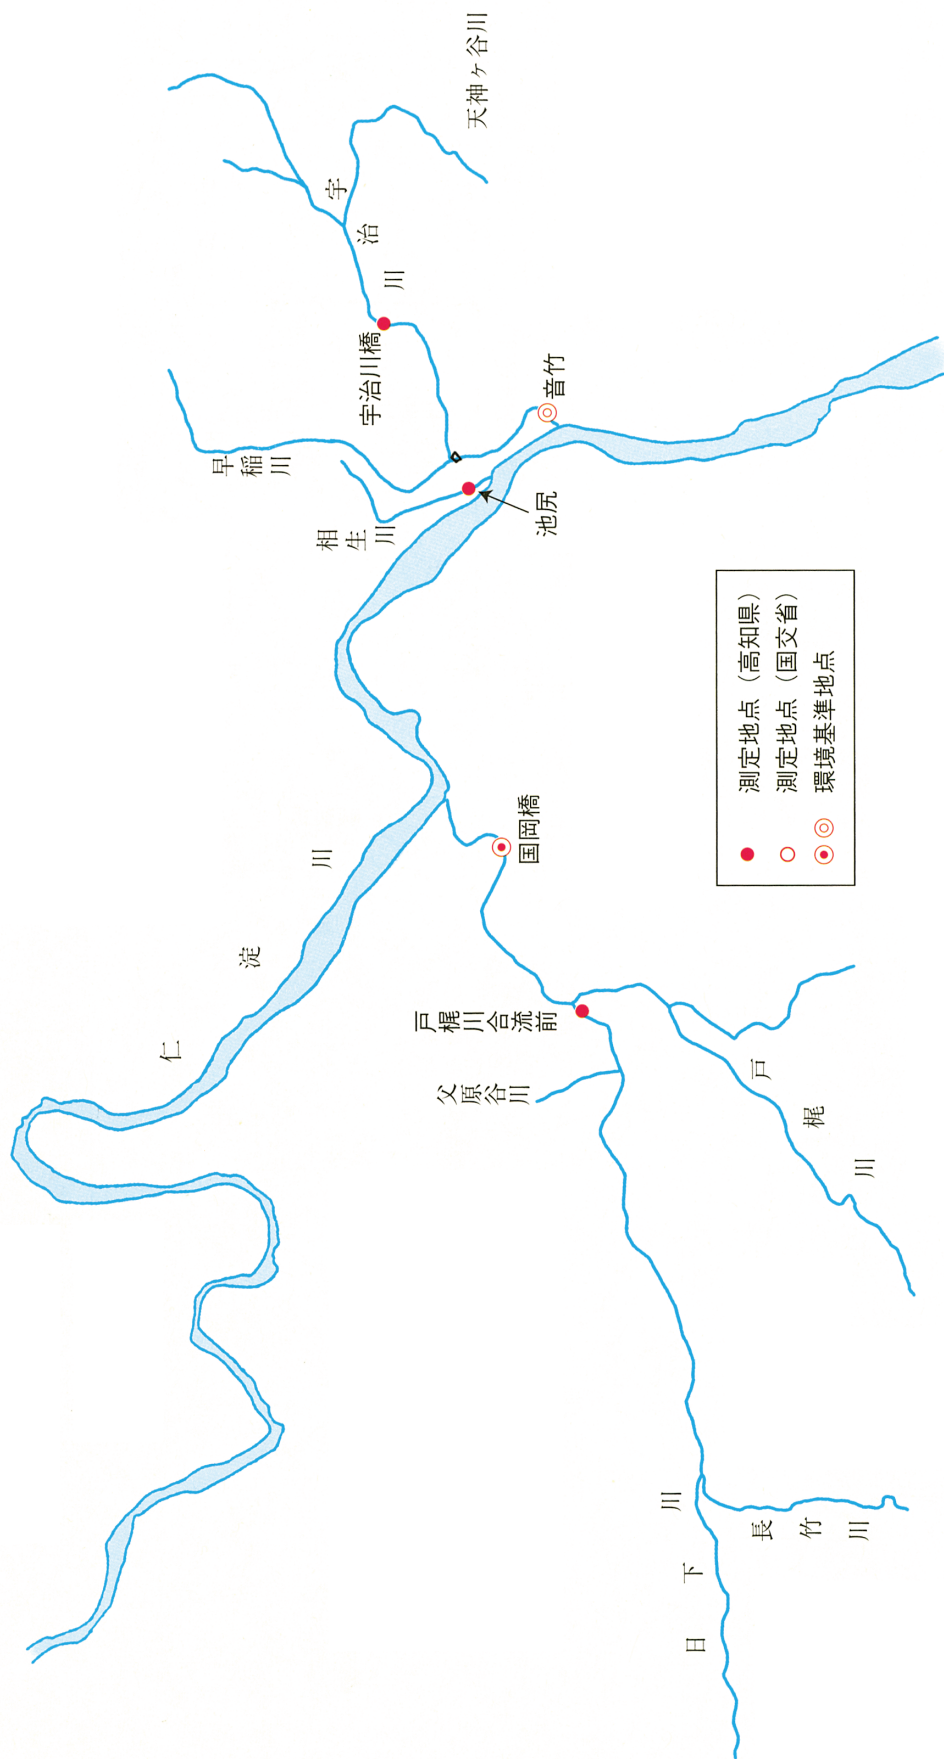 仁淀川
日下川
長竹川
戸梶川
父原谷川
戸梶川合流前
国岡橋
相生川
早稲川
池尻
音竹
宇治川橋
宇治川
天神ヶ谷川
測定地点（高知県）
測定地点（国交省）
環境基準地点